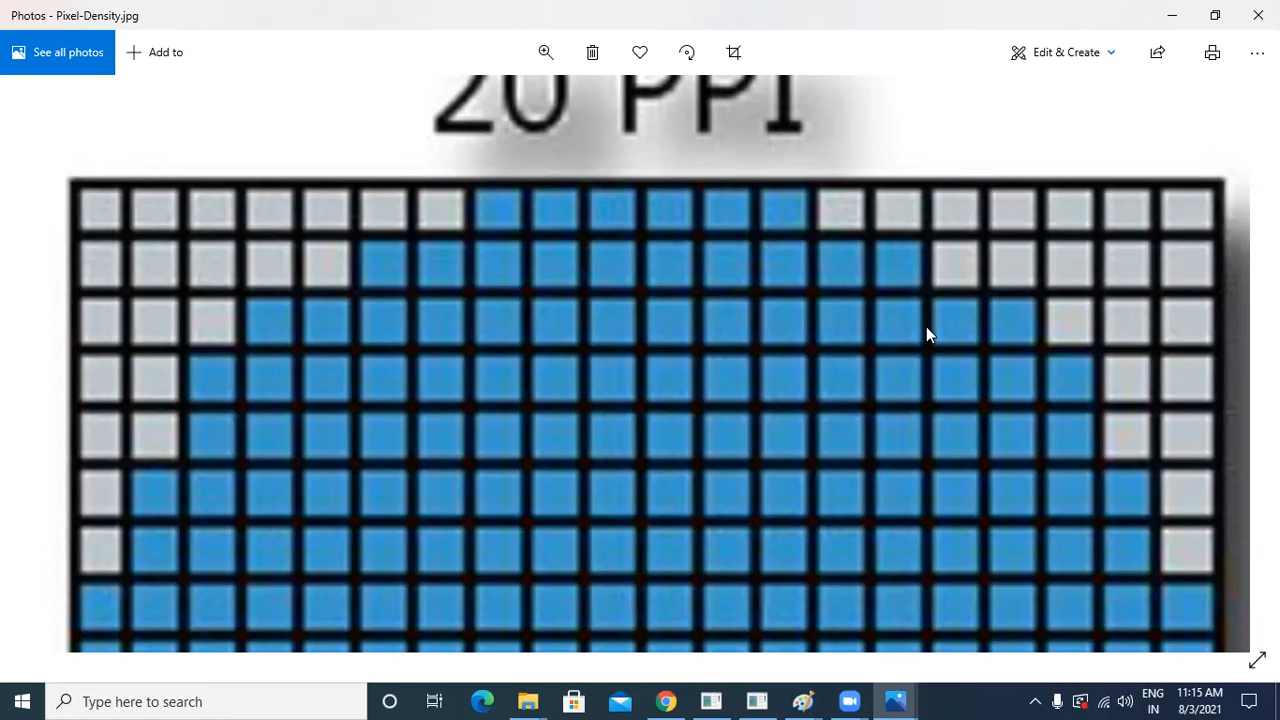 Photos - Pixel-Density.jpg
See all photos
Add to
Edit & Create
20 PPI
Type here to search
ENG
IN
11:15 AM
8/3/2021